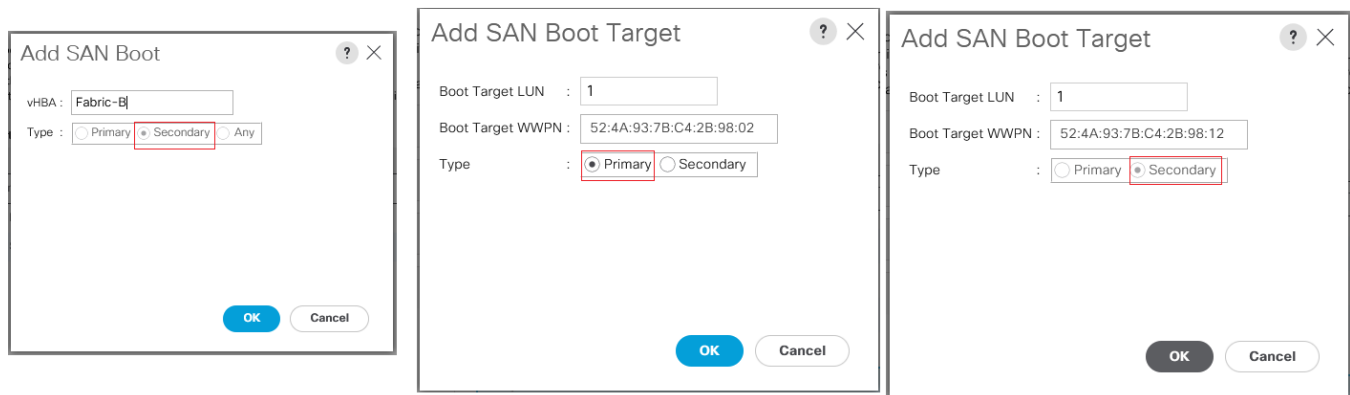 Add SAN Boot ?
vHBA : Fabric-B
Type : Primary Secondary Any
OK Cancel
Add SAN Boot Target ?
Boot Target LUN : 1
Boot Target WWPN : 52:4A:93:7B:C4:2B:98:02
Type : Primary Secondary
OK Cancel
Add SAN Boot Target ?
Boot Target LUN : 1
Boot Target WWPN : 52:4A:93:7B:C4:2B:98:12
Type : Primary Secondary
OK Cancel